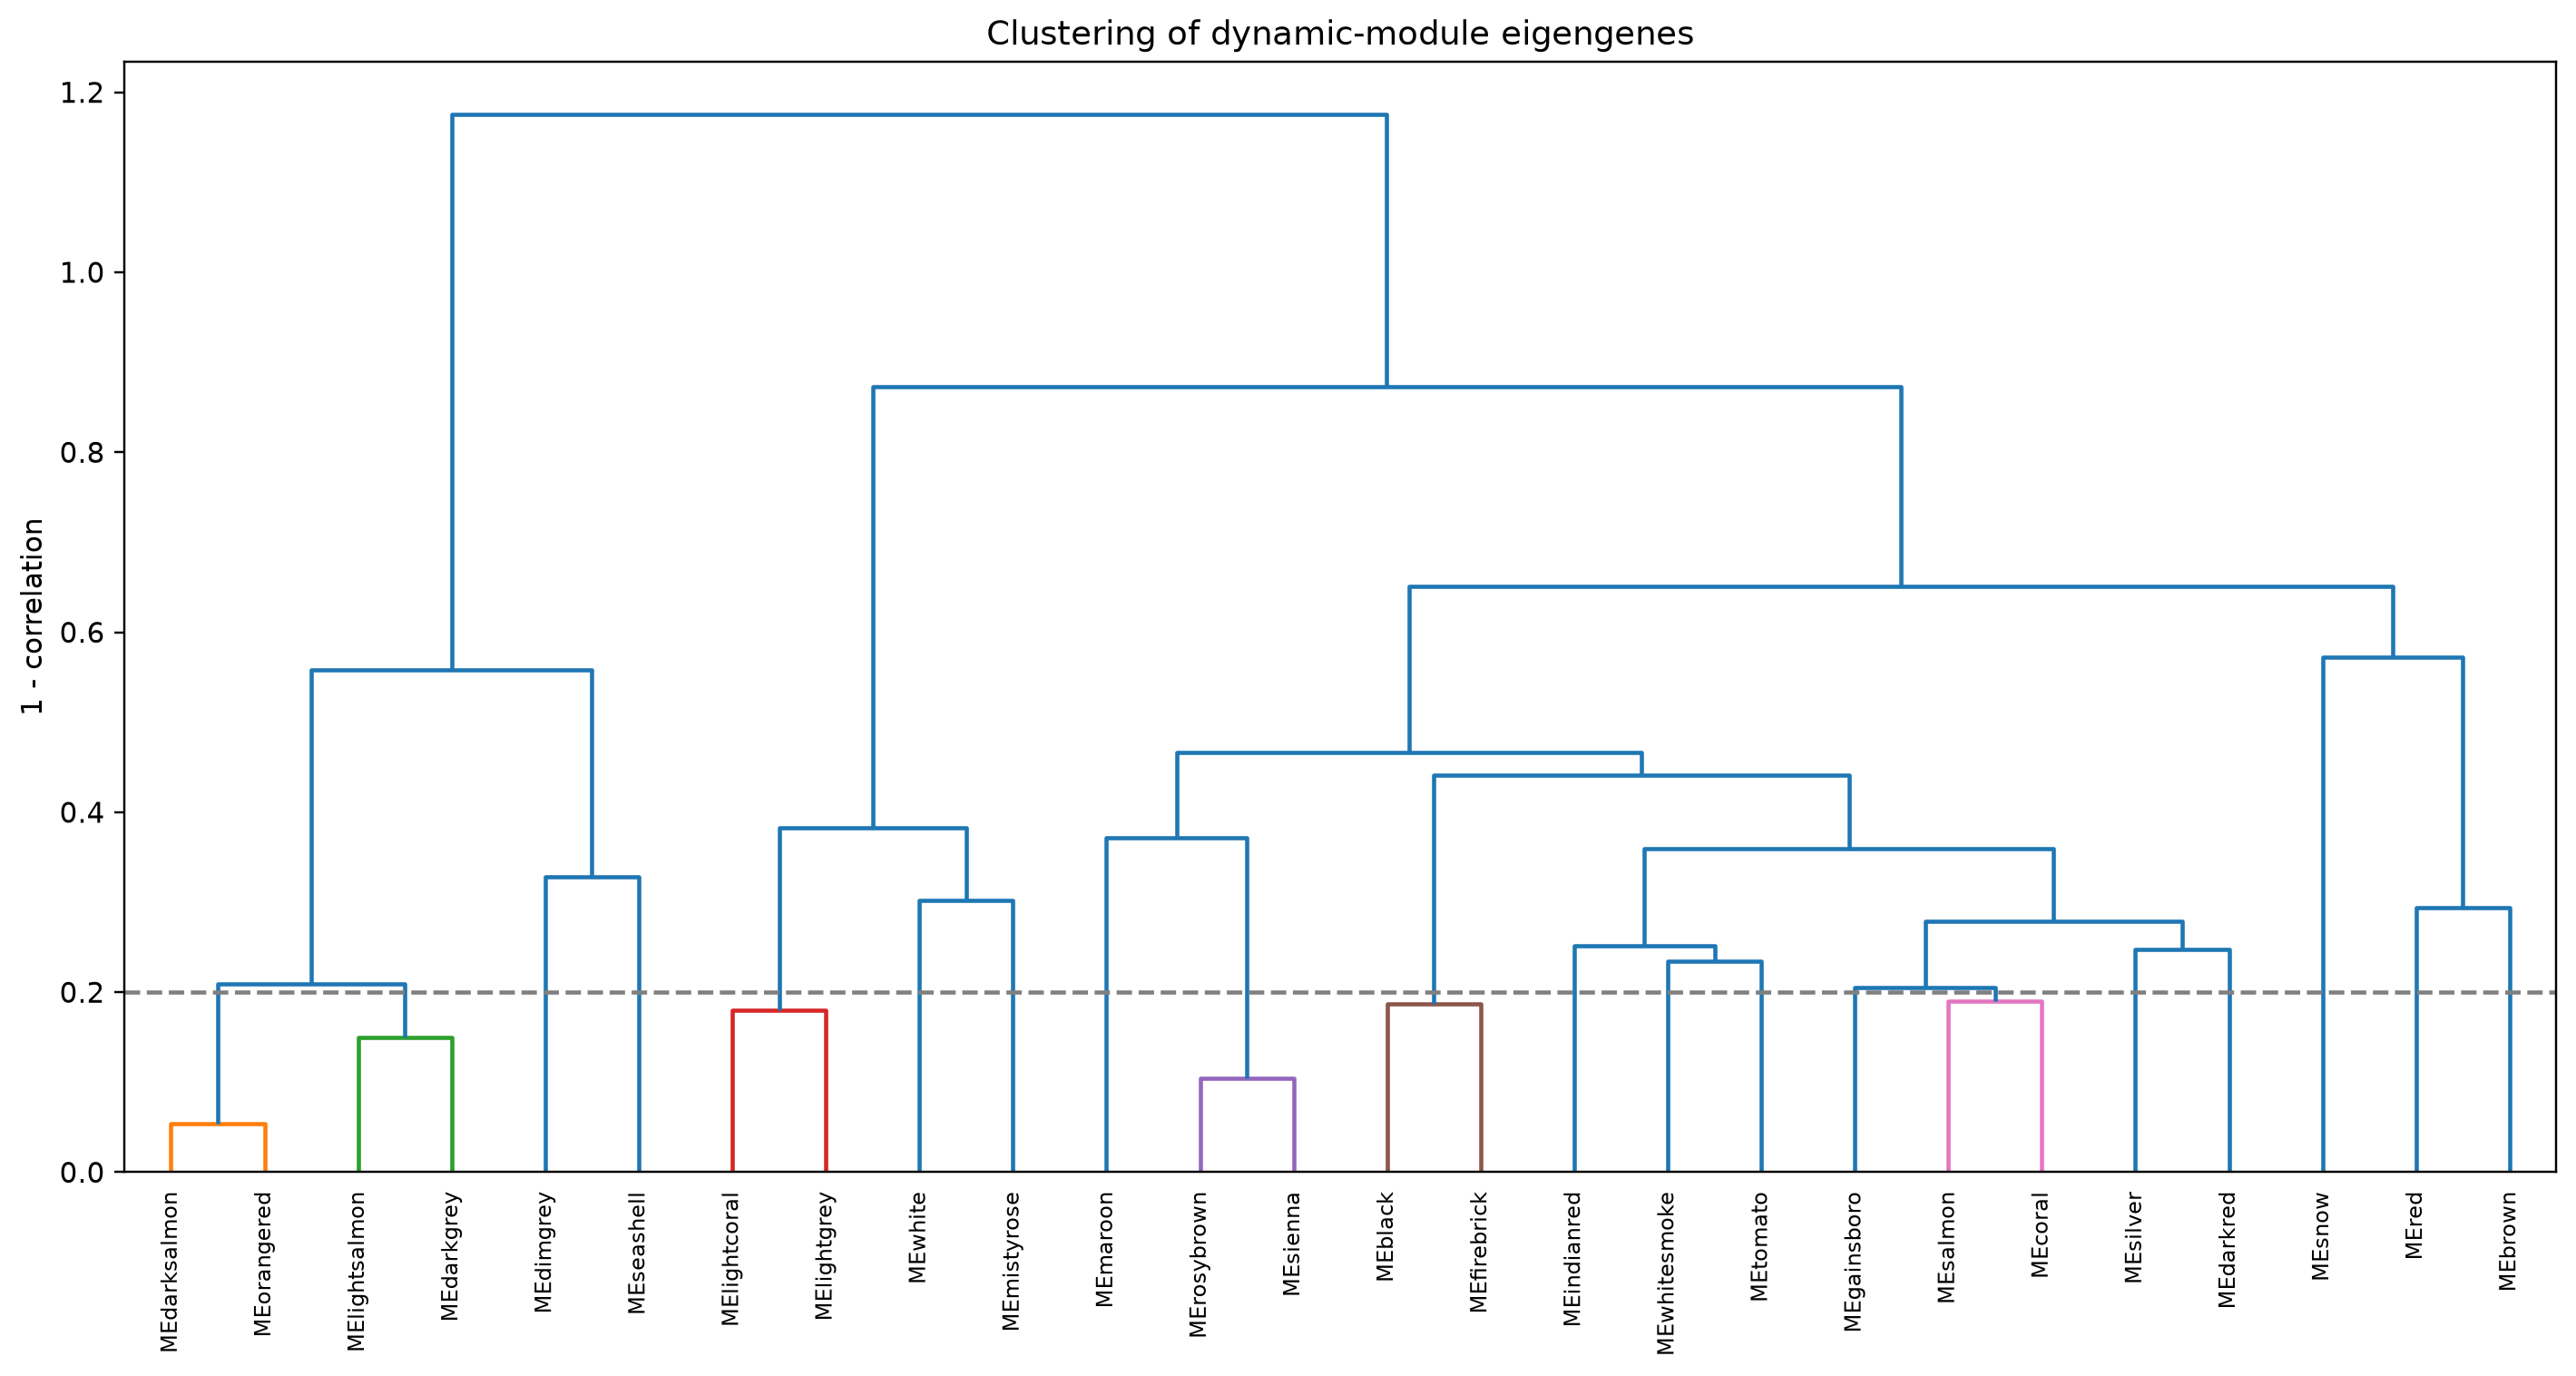 Clustering of dynamic-module eigengenes
1 - correlation
1.2
1.0
0.8
0.6
0.4
0.2
0.0
MEdarksalmon
MEorangered
MElightsalmon
MEdarkgrey
MEdimgrey
MEseashell
MElightcoral
MElightgrey
MEwhite
MEmistyrose
MEmaroon
MErosybrown
MEsienna
MEblack
MEfirebrick
MEindianred
MEwhitesmoke
MEtomato
MEgainsboro
MEsalmon
MEcoral
MEsilver
MEdarkred
MEsnow
MEred
MEbrown